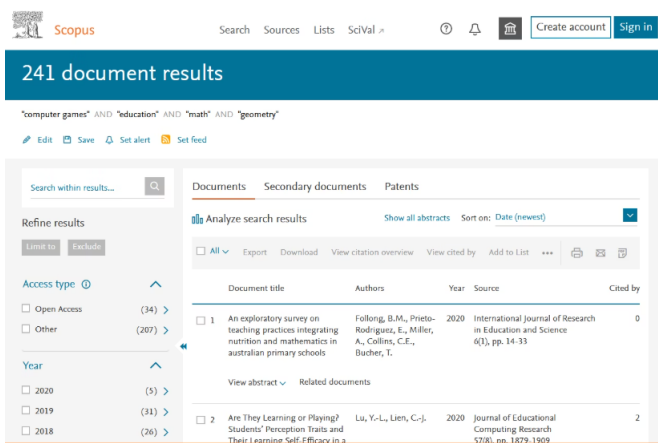 Scopus
Search Sources Lists SciVal ↗
Create account Sign in
241 document results
"computer games" AND "education" AND "math" AND "geometry"
Edit Save Set alert Set feed
Search within results...
Refine results
Limit to Exclude
Access type
Open Access (34)
Other (207)
Year
2020 (5)
2019 (31)
2018 (26)
Documents Secondary documents Patents
Analyze search results Show all abstracts Sort on: Date (newest)
All Export Download View citation overview View cited by Add to List •••
Document title Authors Year Source Cited by
1 An exploratory survey on Follong, B.M., Prieto- 2020 International Journal of Research 0
teaching practices integrating Rodriguez, E., Miller, in Education and Science
nutrition and mathematics in A., Collins, C.E., 6(1), pp. 14-33
australian primary schools Bucher, T.
View abstract Related documents
2 Are They Learning or Playing? Lu, Y.-L., Lien, C.-J. 2020 Journal of Educational 2
Students' Perception Traits and Computing Research
Their Learning Self-Efficacy in a 57(8), pp. 1879-1909